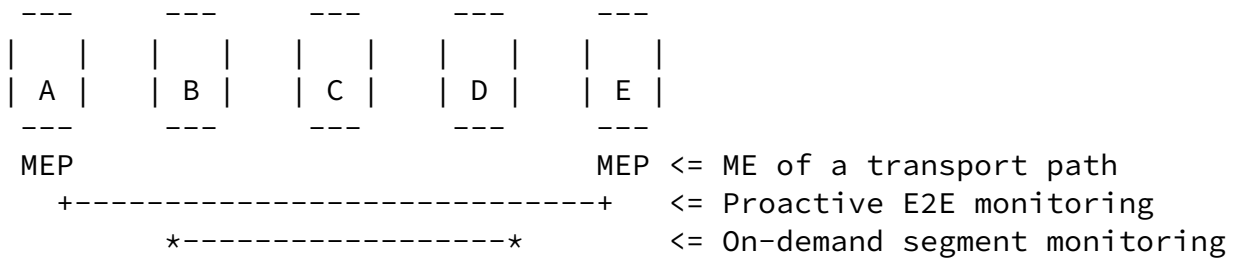 ---     ---     ---     ---     ---
|   |   |   |   |   |   |   |   |   |
| A |   | B |   | C |   | D |   | E |
 ---     ---     ---     ---     ---
 MEP                             MEP <= ME of a transport path
   +-----------------------------+   <= Proactive E2E monitoring
         *------------------*        <= On-demand segment monitoring